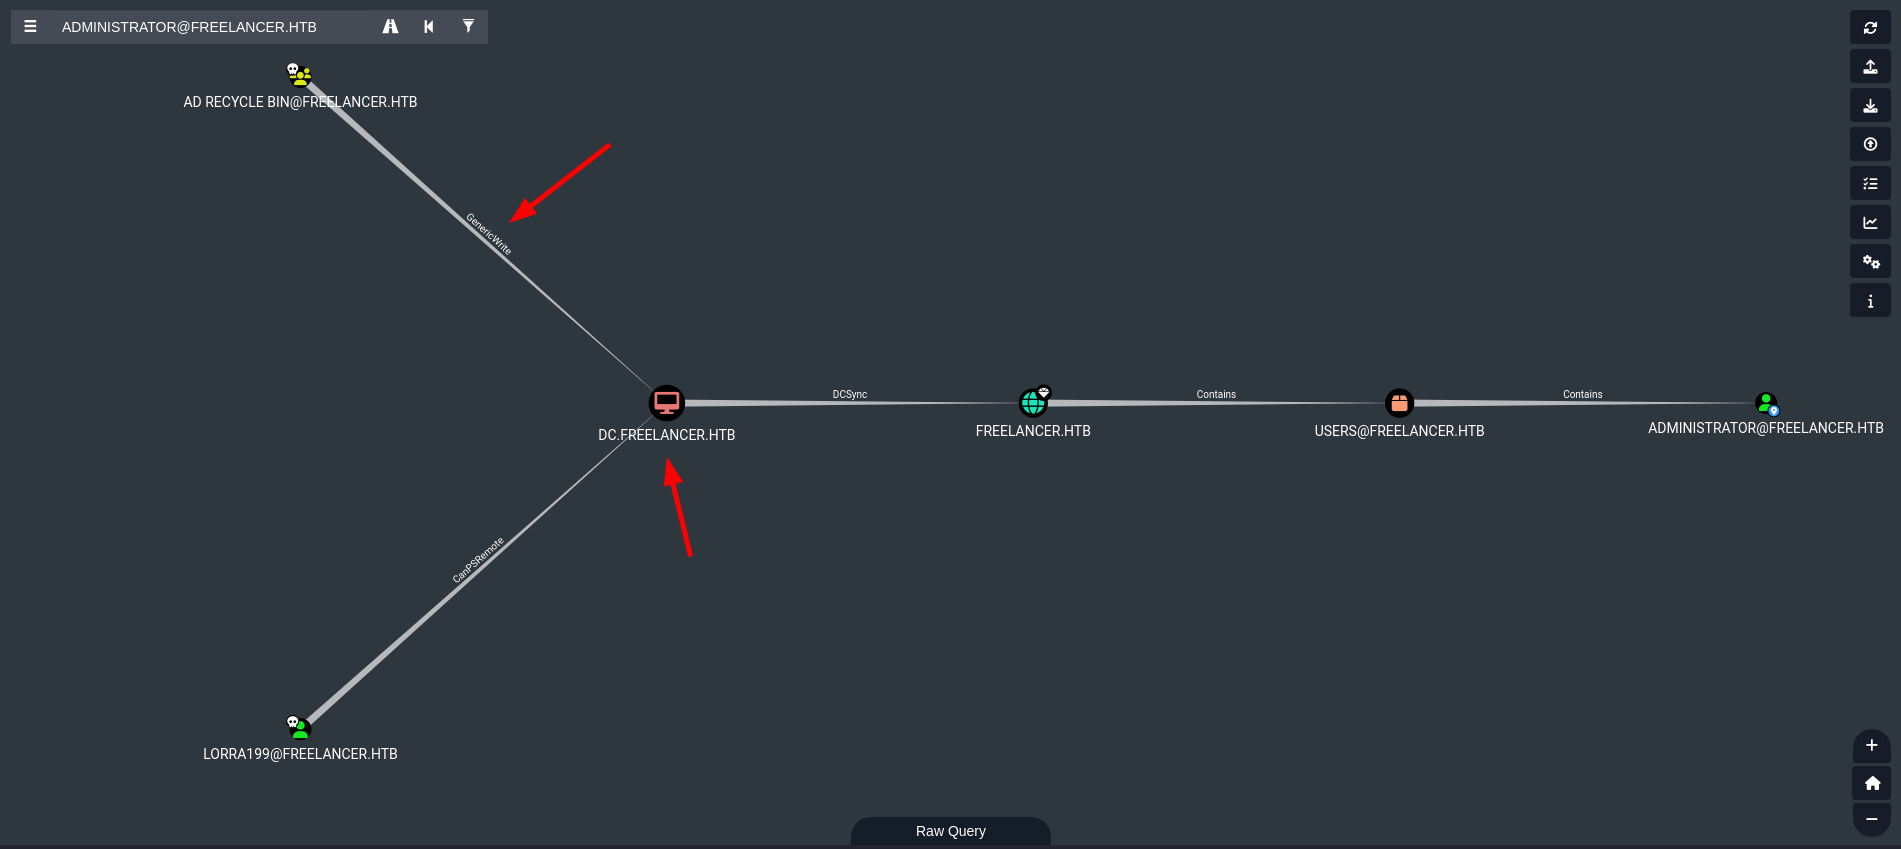 ADMINISTRATOR@FREELANCER.HTB
AD RECYCLE BIN@FREELANCER.HTB
GenericWrite
DCSync
Contains
Contains
DC.FREELANCER.HTB
FREELANCER.HTB
USERS@FREELANCER.HTB
ADMINISTRATOR@FREELANCER.HTB
CanPSRemote
LORRA199@FREELANCER.HTB
Raw Query